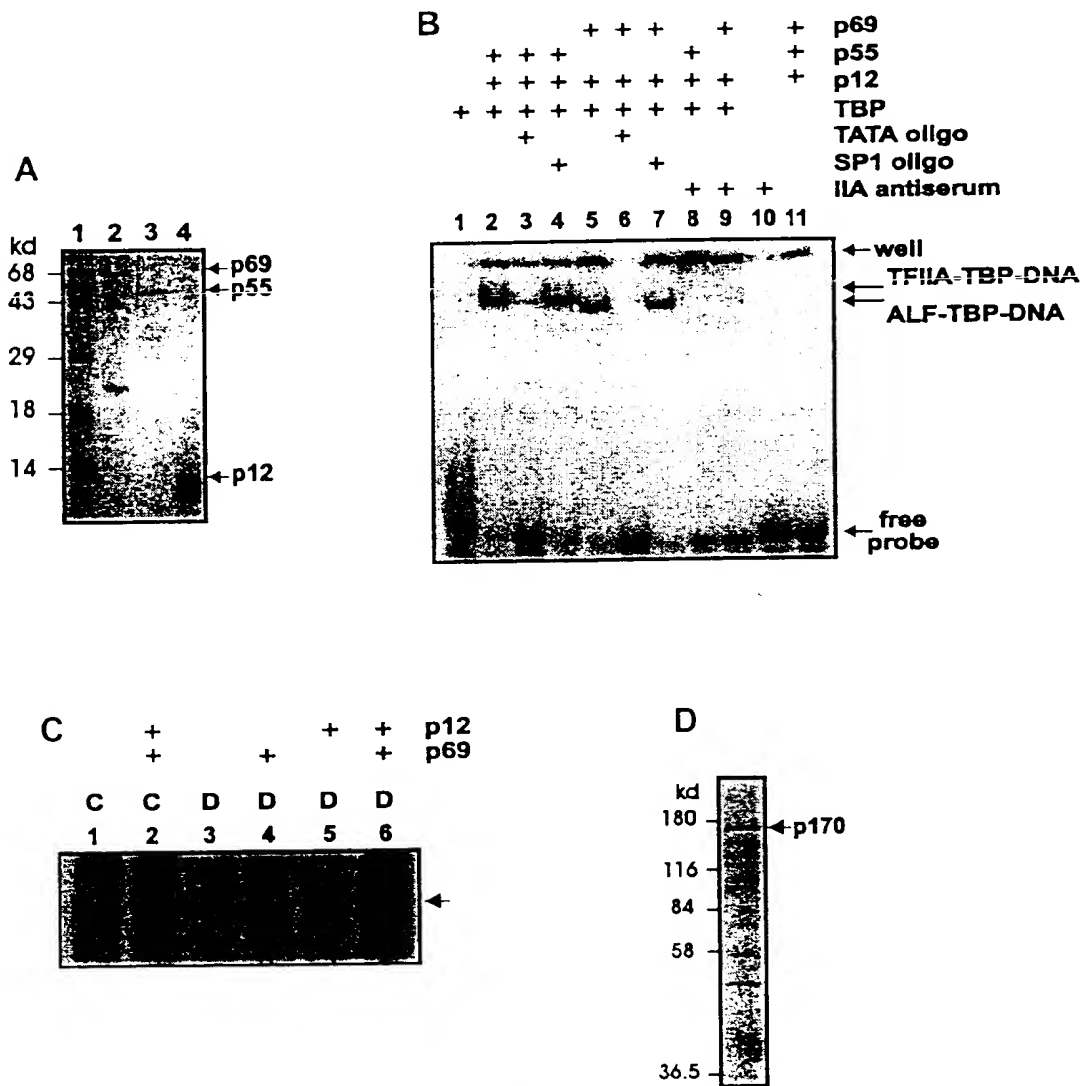 B
+ + + + + p69
+ + + + + p55
+ + + + + + + + + p12
+ + + + + + + + + TBP
+ + TATA oligo
+ + SP1 oligo
+ + + IIA antiserum
1 2 3 4 5 6 7 8 9 10 11
well
TFIIA-TBP-DNA
ALF-TBP-DNA
free
probe
A
1 2 3 4
kd
68
43
29
18
14
p69
p55
p12
C
+ + + p12
+ + + p69
C C D D D D
1 2 3 4 5 6
D
kd
180
116
84
58
36.5
p170